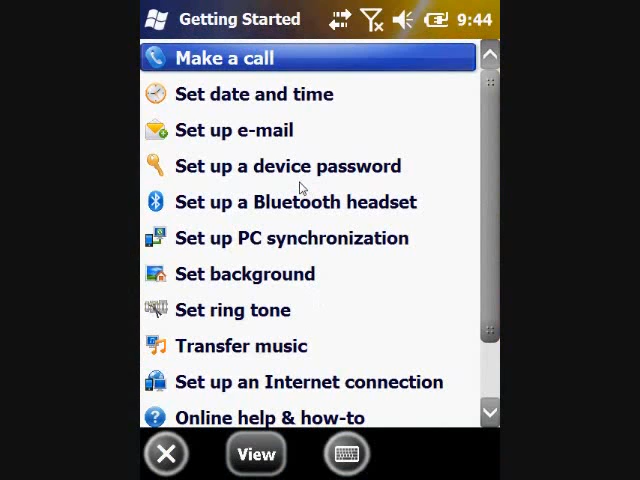 Getting Started 9:44
Make a call
Set date and time
Set up e-mail
Set up a device password
Set up a Bluetooth headset
Set up PC synchronization
Set background
Set ring tone
Transfer music
Set up an Internet connection
Online help & how-to
View